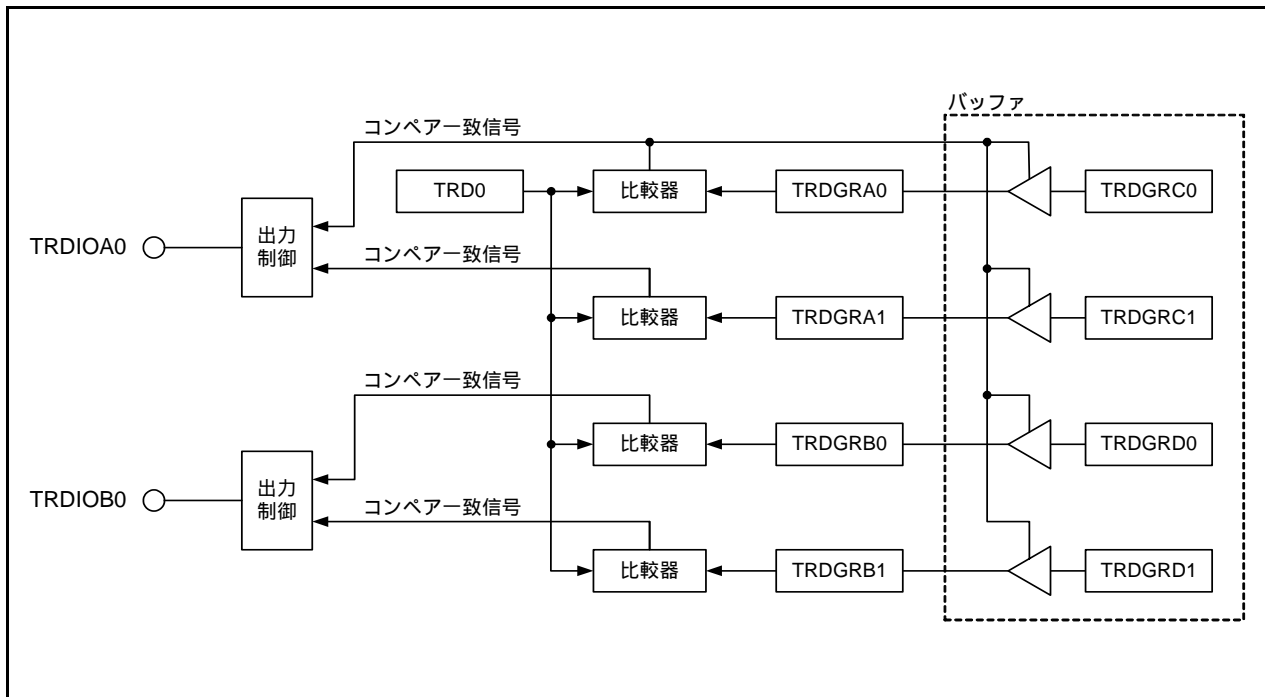 バッファ
コンペアー致信号
TRD0
比較器
TRDGRA0
TRDGRC0
TRDIOA0
出力
制御
コンペアー致信号
比較器
TRDGRA1
TRDGRC1
コンペアー致信号
比較器
TRDGRB0
TRDGRD0
TRDIOB0
出力
制御
コンペアー致信号
比較器
TRDGRB1
TRDGRD1